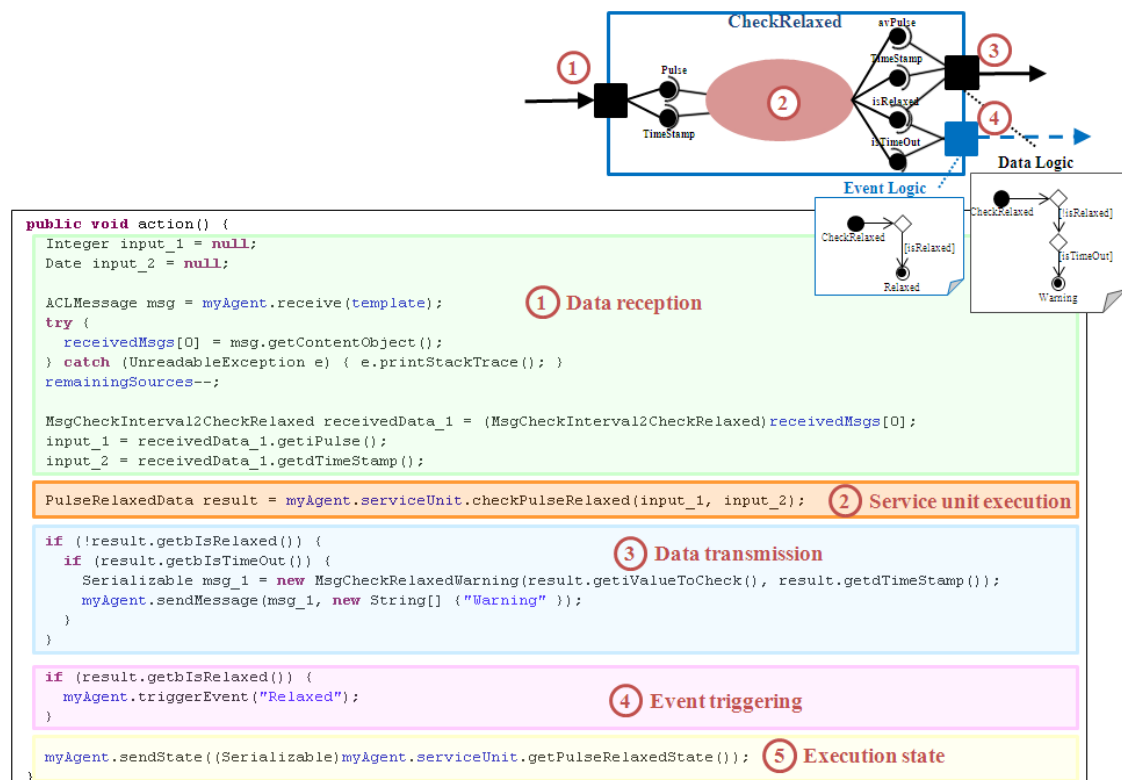 CheckRelaxed
avPulse
1
Pulse
TimeStamp
3
2
isRelaxed
TimeStamp
4
isTimeOut
Data Logic
Event Logic
CheckRelaxed
[!isRelaxed]
CheckRelaxed
[isRelaxed]
[isTimeOut]
Relaxed
Warning
public void action() {
Integer input_1 = null;
Date input_2 = null;
ACLMessage msg = myAgent.receive(template);
1 Data reception
try {
receivedMsgs[0] = msg.getContentObject();
} catch (UnreadableException e) { e.printStackTrace(); }
remainingSources--;
MsgCheckInterval2CheckRelaxed receivedData_1 = (MsgCheckInterval2CheckRelaxed)receivedMsgs[0];
input_1 = receivedData_1.getiPulse();
input_2 = receivedData_1.getdTimeStamp();
PulseRelaxedData result = myAgent.serviceUnit.checkPulseRelaxed(input_1, input_2);
2 Service unit execution
if (!result.getbIsRelaxed()) {
3 Data transmission
if (result.getbIsTimeOut()) {
Serializable msg_1 = new MsgCheckRelaxedWarning(result.getiValueToCheck(), result.getdTimeStamp());
myAgent.sendMessage(msg_1, new String[] {"Warning" });
}
}
if (result.getbIsRelaxed()) {
myAgent.triggerEvent("Relaxed");
4 Event triggering
}
myAgent.sendState((Serializable)myAgent.serviceUnit.getPulseRelaxedState());
5 Execution state
}